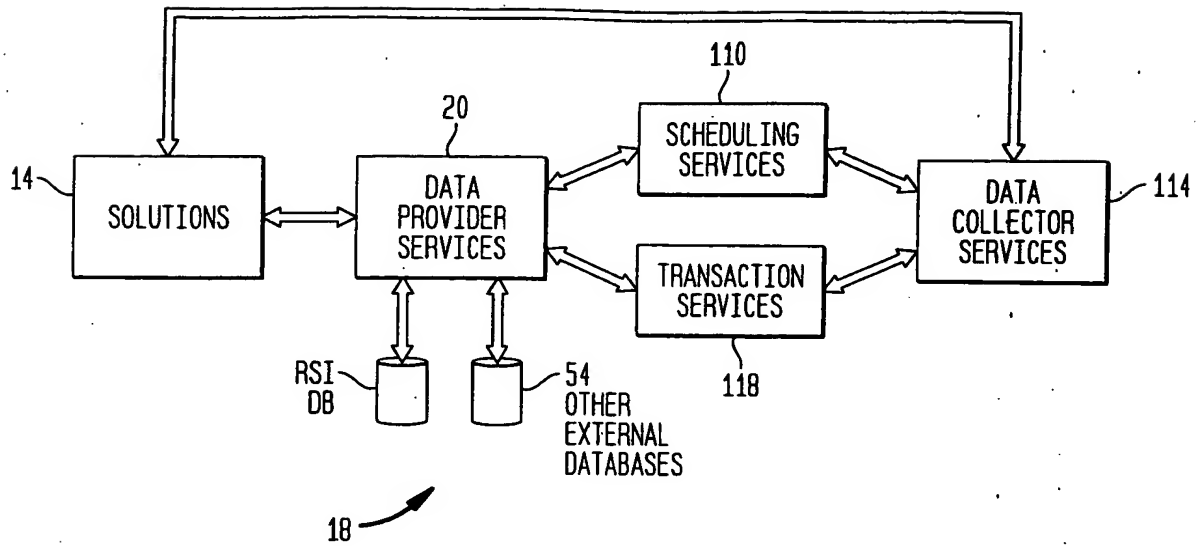 110
SCHEDULING
SERVICES
20
14
SOLUTIONS
DATA
PROVIDER
SERVICES
DATA
COLLECTOR
SERVICES
114
TRANSACTION
SERVICES
118
RSI
DB
54
OTHER
EXTERNAL
DATABASES
18